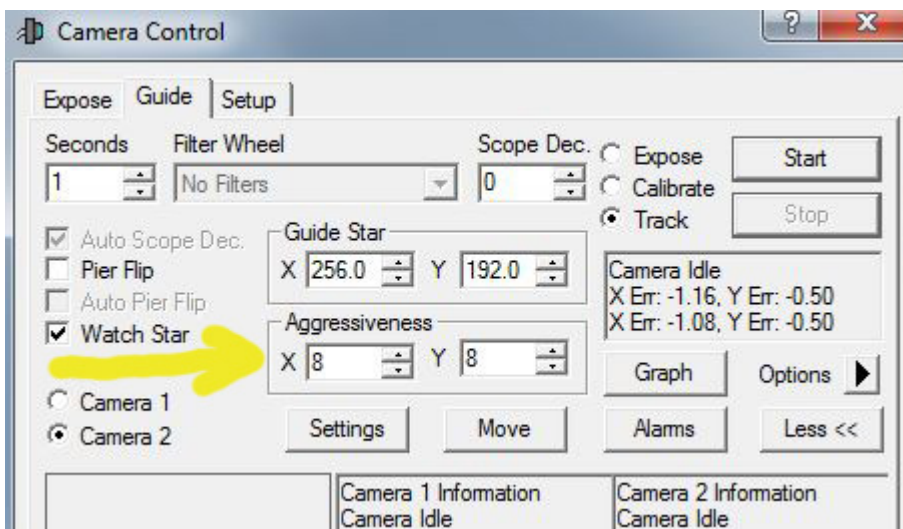 Camera Control
Expose Guide Setup
Seconds Filter Wheel Scope Dec.
1 No Filters 0
Expose
Calibrate
Track
Start
Stop
Auto Scope Dec.
Pier Flip
Auto Pier Flip
Watch Star
Guide Star
X 256.0 Y 192.0
Aggressiveness
X 8 Y 8
Camera Idle
X Err: -1.16, Y Err: -0.50
X Err: -1.08, Y Err: -0.50
Graph Options
Camera 1
Camera 2
Settings Move Alarms Less <<
Camera 1 Information
Camera Idle
Camera 2 Information
Camera Idle